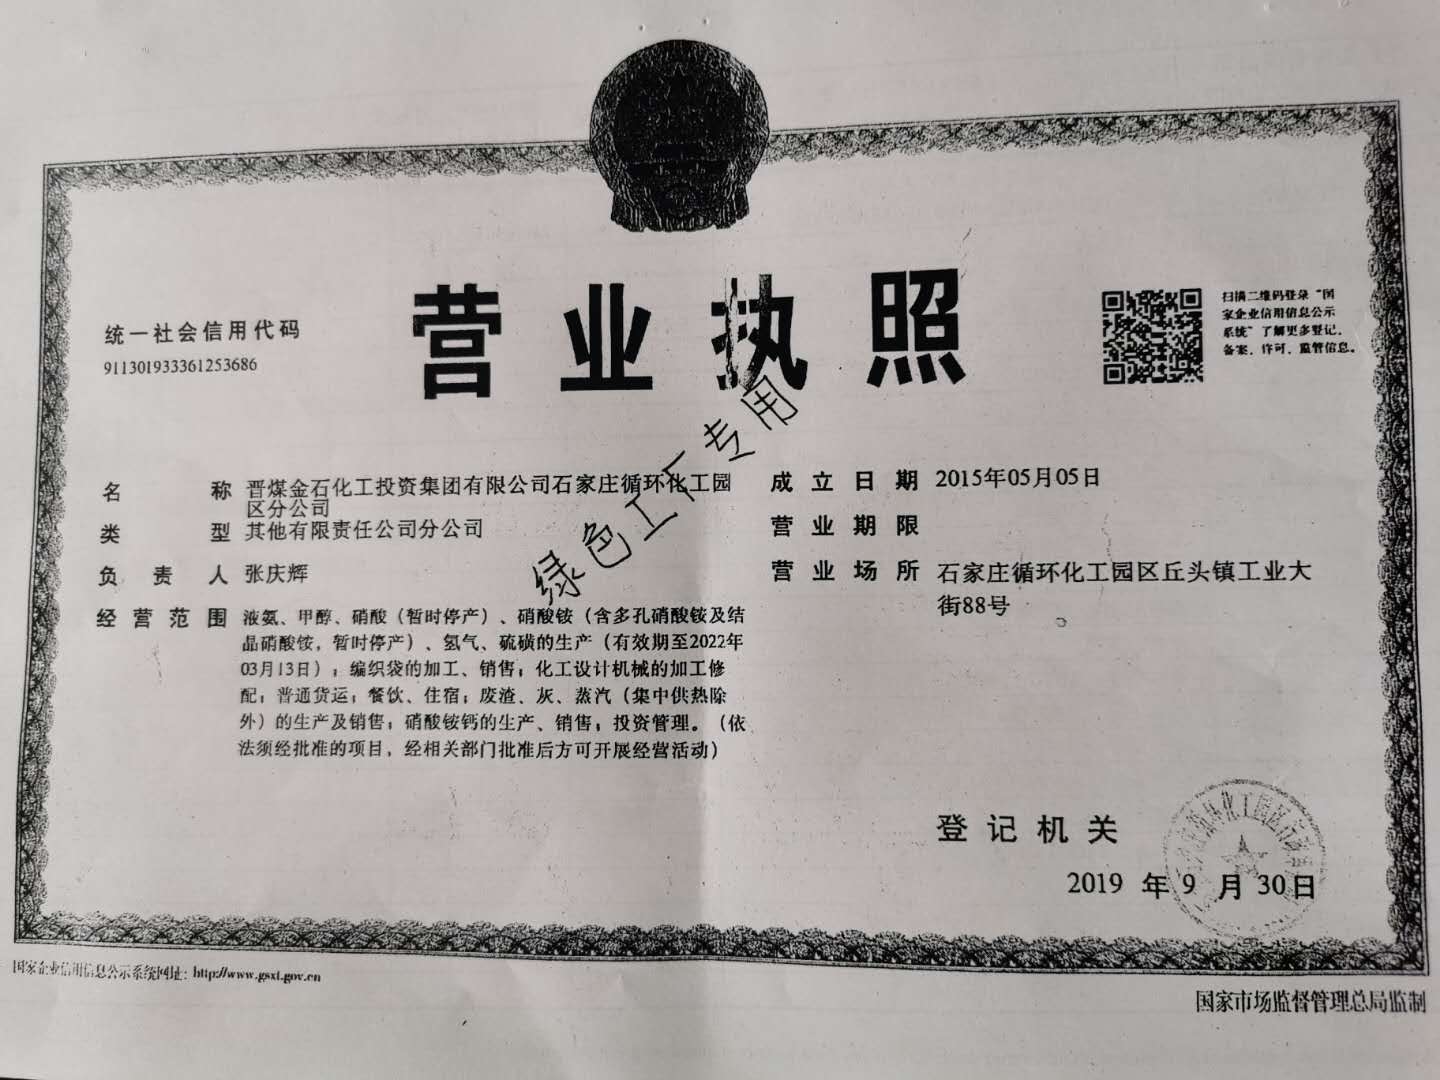 营业执照
统一社会信用代码
911301933361253686
扫描二维码登录“国
家企业信用信息公示
系统”了解更多登记、
备案、许可、监管信息。
名称 晋煤金石化工投资集团有限公司石家庄循环化工园
区分公司
类型 其他有限责任公司分公司
负责人 张庆辉
经营范围 液氨、甲醇、硝酸（暂时停产）、硝酸铵（含多孔硝酸铵及结
晶硝酸铵，暂时停产）、氢气、硫磺的生产（有效期至2022年
03月13日）；编织袋的加工、销售；化工设计机械的加工修
配；普通货运；餐饮、住宿；废渣、灰、蒸汽（集中供热除
外）的生产及销售；硝酸铵钙的生产、销售；投资管理。（依
法须经批准的项目，经相关部门批准后方可开展经营活动）
成立日期 2015年05月05日
营业期限
营业场所 石家庄循环化工园区丘头镇工业大
街88号
绿色工厂专用
登记机关
2019 年 9 月 30日
国家企业信用信息公示系统网址：http://www.gsxt.gov.cn
国家市场监督管理总局监制